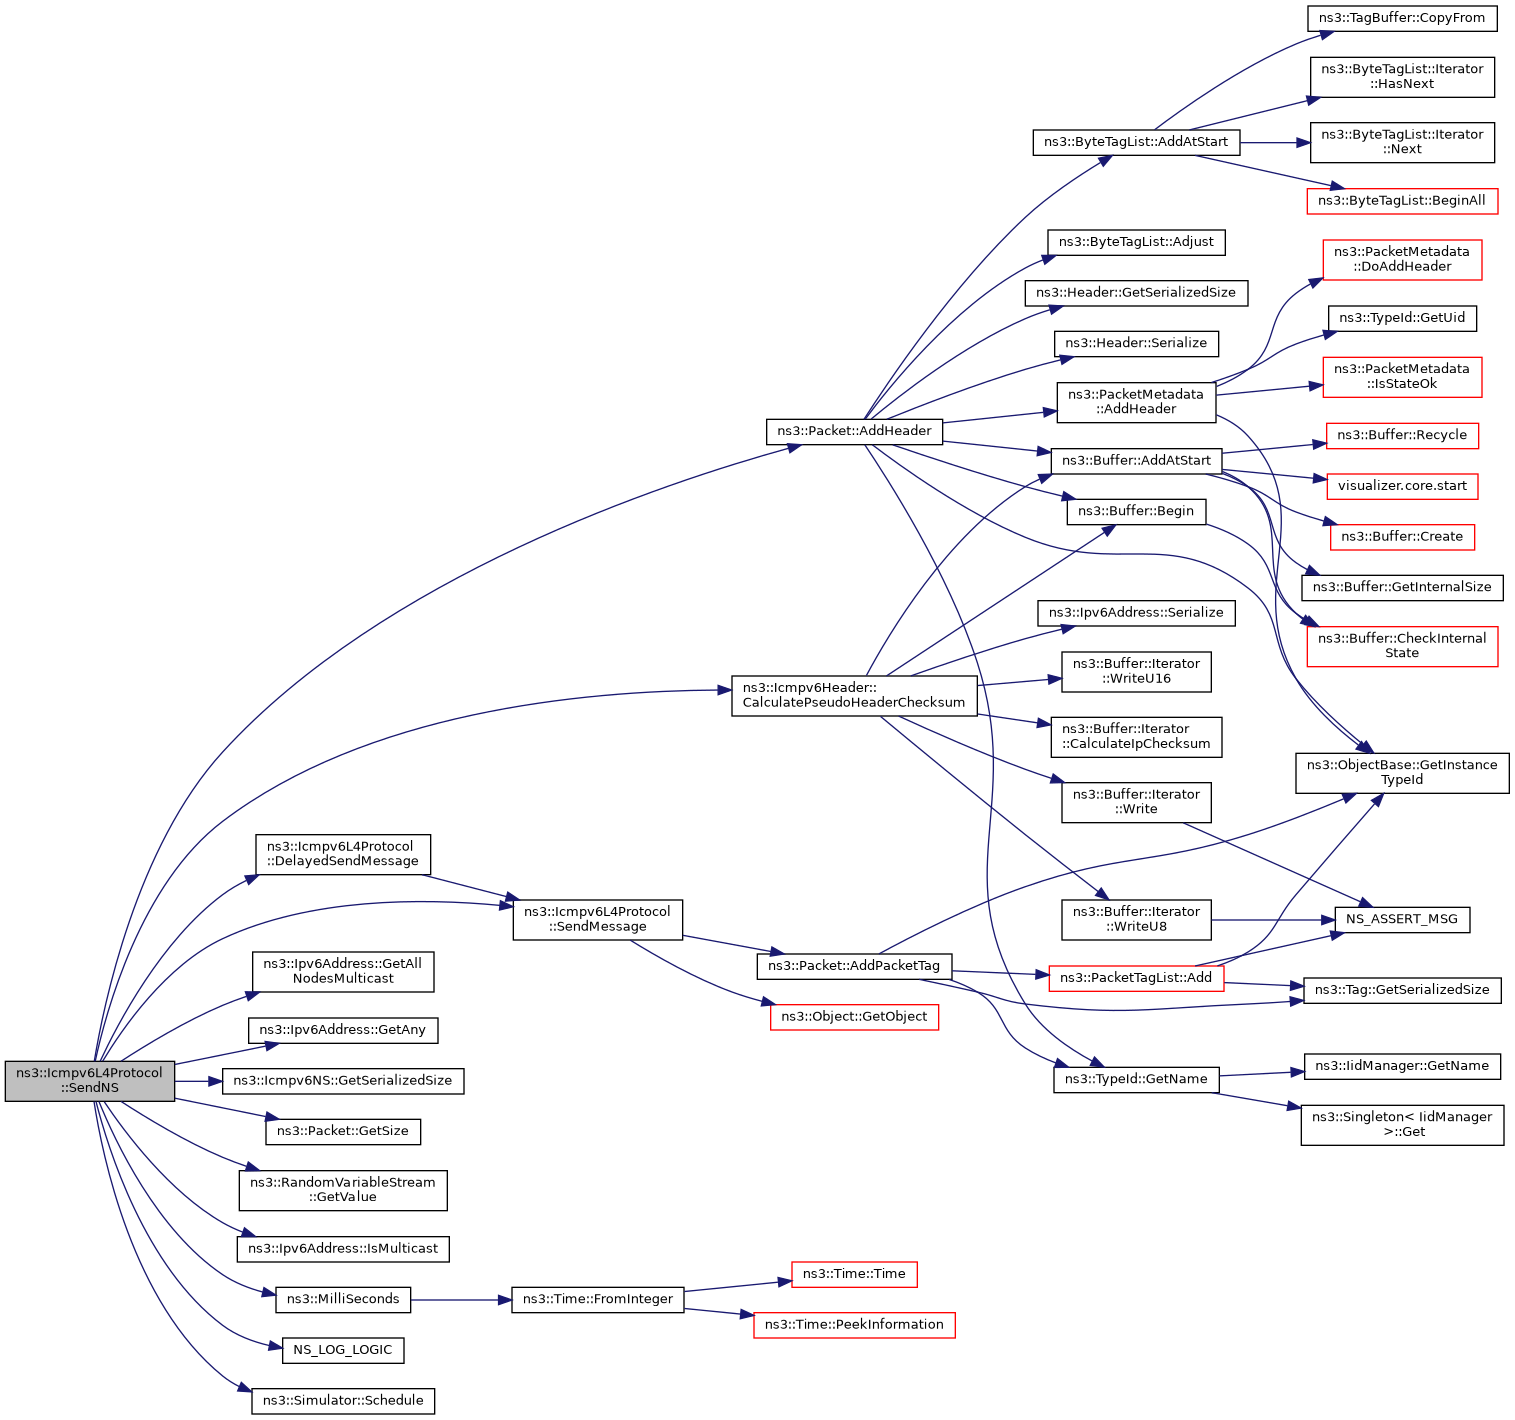 ns3::TagBuffer::CopyFrom
ns3::ByteTagList::Iterator
::HasNext
ns3::ByteTagList::AddAtStart
ns3::ByteTagList::Iterator
::Next
ns3::ByteTagList::BeginAll
ns3::ByteTagList::Adjust
ns3::PacketMetadata
::DoAddHeader
ns3::Header::GetSerializedSize
ns3::TypeId::GetUid
ns3::Header::Serialize
ns3::PacketMetadata
::IsStateOk
ns3::PacketMetadata
::AddHeader
ns3::Packet::AddHeader
ns3::Buffer::Recycle
ns3::Buffer::AddAtStart
visualizer.core.start
ns3::Buffer::Begin
ns3::Buffer::Create
ns3::Buffer::GetInternalSize
ns3::Ipv6Address::Serialize
ns3::Buffer::CheckInternal
State
ns3::Buffer::Iterator
::WriteU16
ns3::Icmpv6Header::
CalculatePseudoHeaderChecksum
ns3::Buffer::Iterator
::CalculateIpChecksum
ns3::ObjectBase::GetInstance
TypeId
ns3::Buffer::Iterator
::Write
ns3::Icmpv6L4Protocol
::DelayedSendMessage
ns3::Icmpv6L4Protocol
::SendMessage
ns3::Buffer::Iterator
::WriteU8
NS_ASSERT_MSG
ns3::Ipv6Address::GetAll
NodesMulticast
ns3::Packet::AddPacketTag
ns3::PacketTagList::Add
ns3::Tag::GetSerializedSize
ns3::Object::GetObject
ns3::Ipv6Address::GetAny
ns3::Icmpv6L4Protocol
::SendNS
ns3::Icmpv6NS::GetSerializedSize
ns3::TypeId::GetName
ns3::IidManager::GetName
ns3::Singleton< IidManager
>::Get
ns3::Packet::GetSize
ns3::RandomVariableStream
::GetValue
ns3::Ipv6Address::IsMulticast
ns3::Time::Time
ns3::MilliSeconds
ns3::Time::FromInteger
ns3::Time::PeekInformation
NS_LOG_LOGIC
ns3::Simulator::Schedule